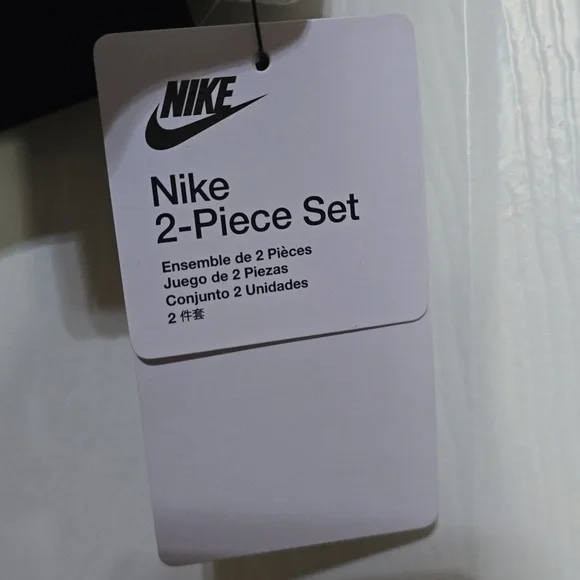 NIKE
Nike
2-Piece Set
Ensemble de 2 Pièces
Juego de 2 Piezas
Conjunto 2 Unidades
2 件套